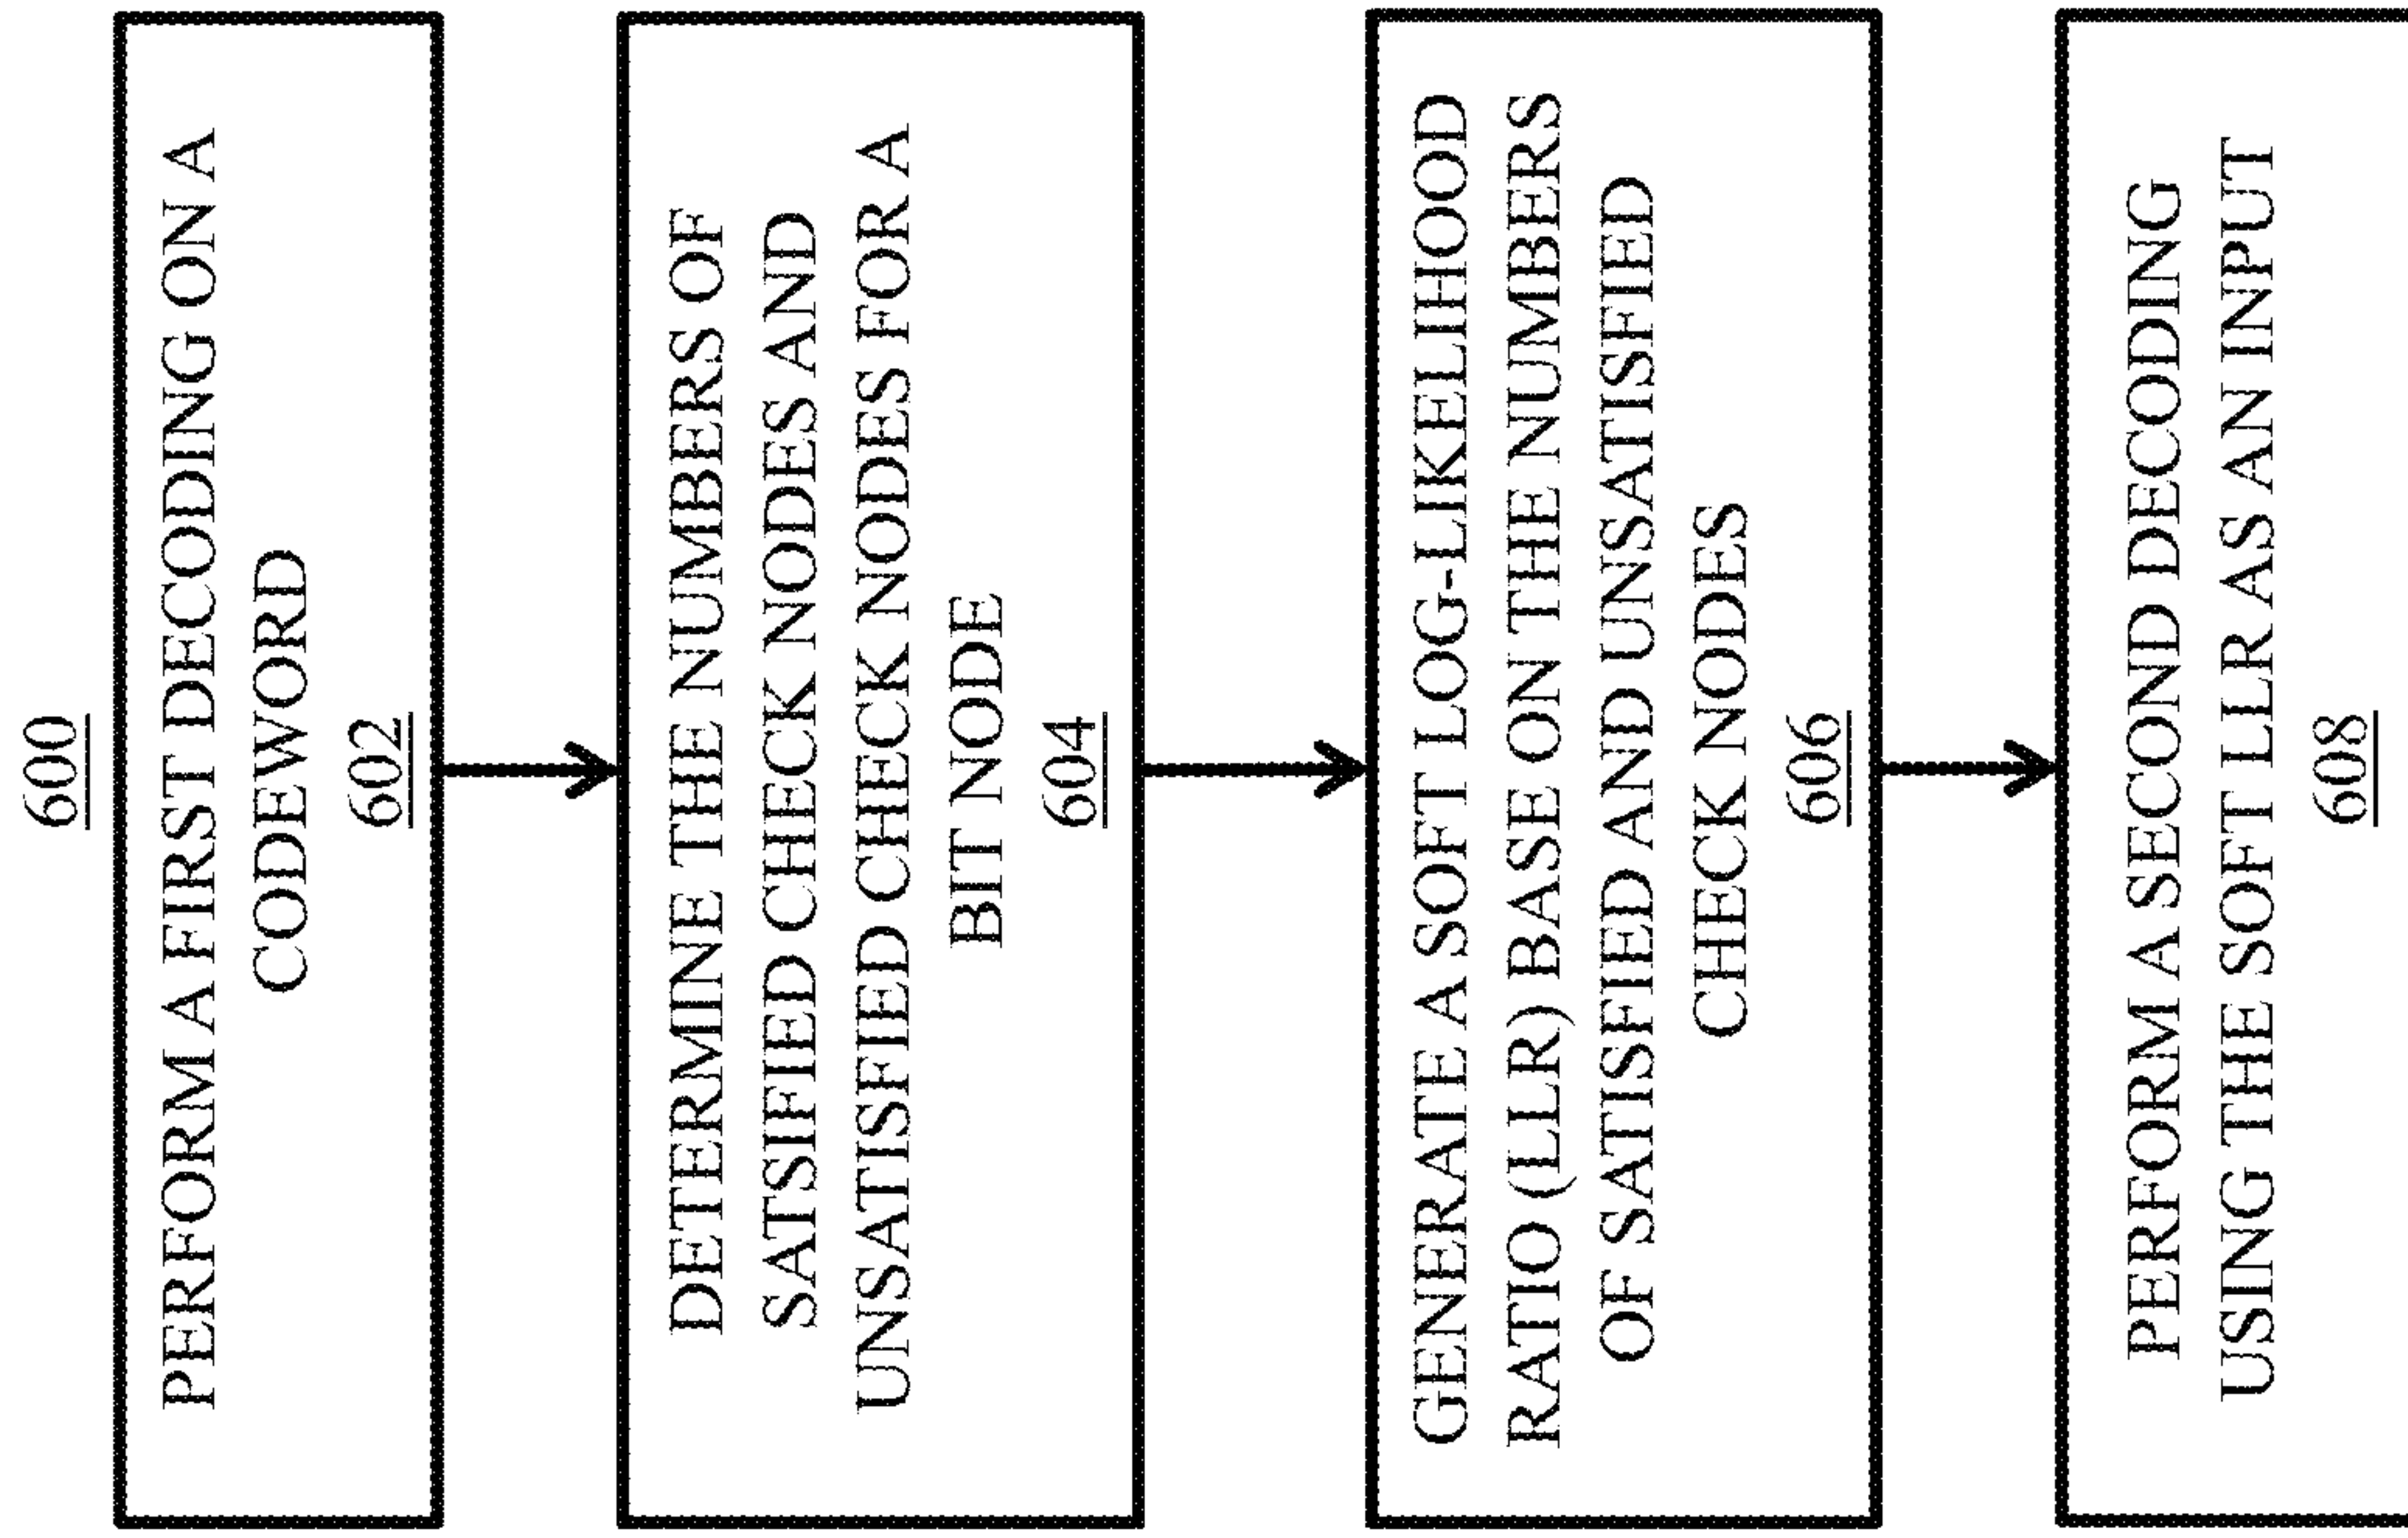 600
PERFORM A FIRST DECODING ON A
CODEWORD
602
DETERMINE THE NUMBERS OF
SATSIFIED CHECK NODES AND
UNSATISFIED CHECK NODES FOR A
BIT NODE
604
GENERATE A SOFT LOG-LIKELIHOOD
RATIO (LLR) BASE ON THE NUMBERS
OF SATISFIED AND UNSATISFIED
CHECK NODES
606
PERFORM A SECOND DECODING
USING THE SOFT LLR AS AN INPUT
608